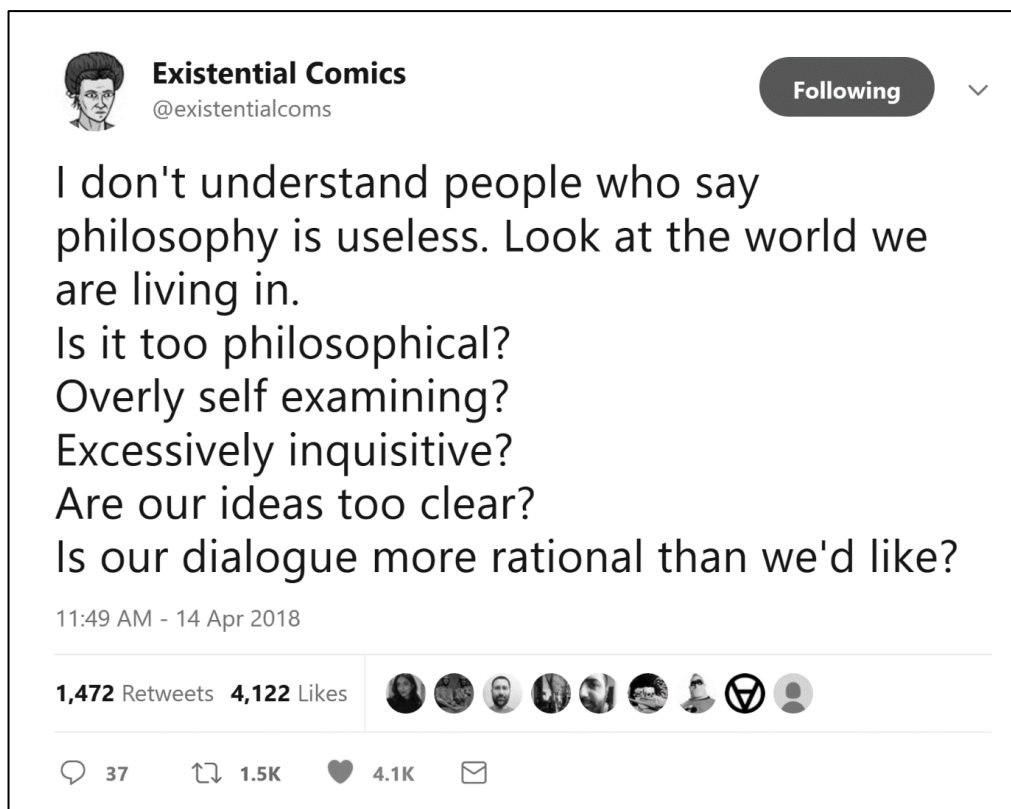 Existential Comics
@existentialcoms
Following
I don't understand people who say
philosophy is useless. Look at the world we
are living in.
Is it too philosophical?
Overly self examining?
Excessively inquisitive?
Are our ideas too clear?
Is our dialogue more rational than we'd like?
11:49 AM - 14 Apr 2018
1,472 Retweets 4,122 Likes
37 1.5K 4.1K